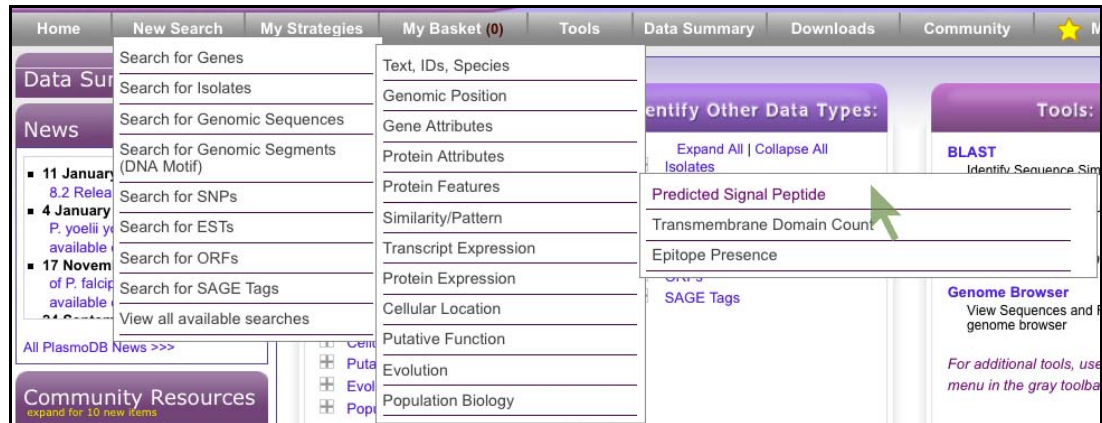 Home New Search My Strategies My Basket (0) Tools Data Summary Downloads Community
Data Sum
News
11 January
8.2 Relea
4 January
P. yoelii y
available
17 Novem
of P. falcip
available
All PlasmoDB News >>>
Community Resources
expand for 10 new items
Search for Genes
Search for Isolates
Search for Genomic Sequences
Search for Genomic Segments
(DNA Motif)
Search for SNPs
Search for ESTs
Search for ORFs
Search for SAGE Tags
View all available searches
Text, IDs, Species
Genomic Position
Gene Attributes
Protein Attributes
Protein Features
Similarity/Pattern
Transcript Expression
Protein Expression
Cellular Location
Putative Function
Evolution
Population Biology
Puta
Evol
Popu
entify Other Data Types:
Expand All | Collapse All
Isolates
Predicted Signal Peptide
Transmembrane Domain Count
Epitope Presence
SAGE Tags
Tools:
BLAST
Identify Sequence Sim
Genome Browser
View Sequences and
genome browser
For additional tools, use
menu in the gray toolba